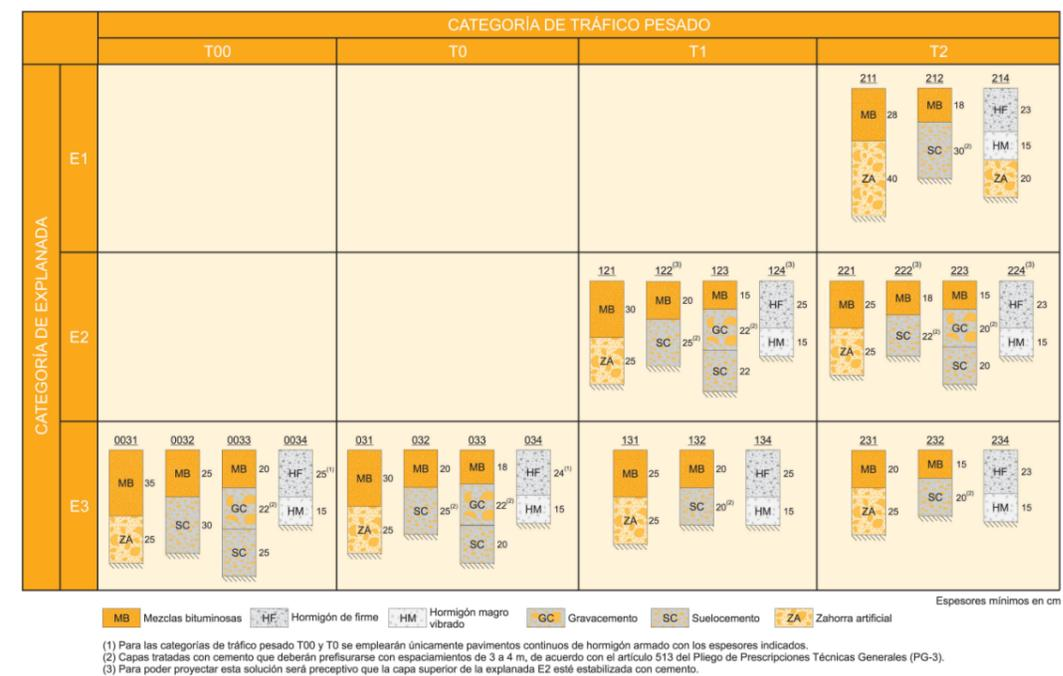 CATEGORÍA DE TRÁFICO PESADO
T00 T0 T1 T2
CATEGORÍA DE EXPLANADA
E1
211 212 214
MB 28 MB 18 HF 23
SC 30(2) HM 15
ZA 40 ZA 20
E2
121 122(3) 123 124(3) 221 222(3) 223 224(3)
MB 30 MB 20 MB 15 HF 25 MB 25 MB 18 MB 15 HF 23
ZA 25 SC 25(2) GC 22(2) HM 15 ZA 25 SC 22(2) GC 20(2) HM 15
SC 22 SC 20
E3
0031 0032 0033 0034 031 032 033 034 131 132 134 231 232 234
MB 35 MB 25 MB 20 HF 25(1) MB 30 MB 20 MB 18 HF 24(1) MB 25 MB 20 HF 25 MB 20 MB 15 HF 23
ZA 25 SC 30 GC 22(2) HM 15 ZA 25 SC 25(2) GC 22(2) HM 15 ZA 25 SC 20(2) HM 15 ZA 25 SC 20(2) HM 15
SC 25 SC 20
Espesores mínimos en cm
MB Mezclas bituminosas HF Hormigón de firme HM Hormigón magro vibrado GC Gravacemento SC Suelocemento ZA Zahorra artificial
(1) Para las categorías de tráfico pesado T00 y T0 se emplearán únicamente pavimentos continuos de hormigón armado con los espesores indicados.
(2) Capas tratadas con cemento que deberán prefisurarse con espaciamientos de 3 a 4 m, de acuerdo con el artículo 513 del Pliego de Prescripciones Técnicas Generales (PG-3).
(3) Para poder proyectar esta solución será preceptivo que la capa superior de la explanada E2 esté estabilizada con cemento.